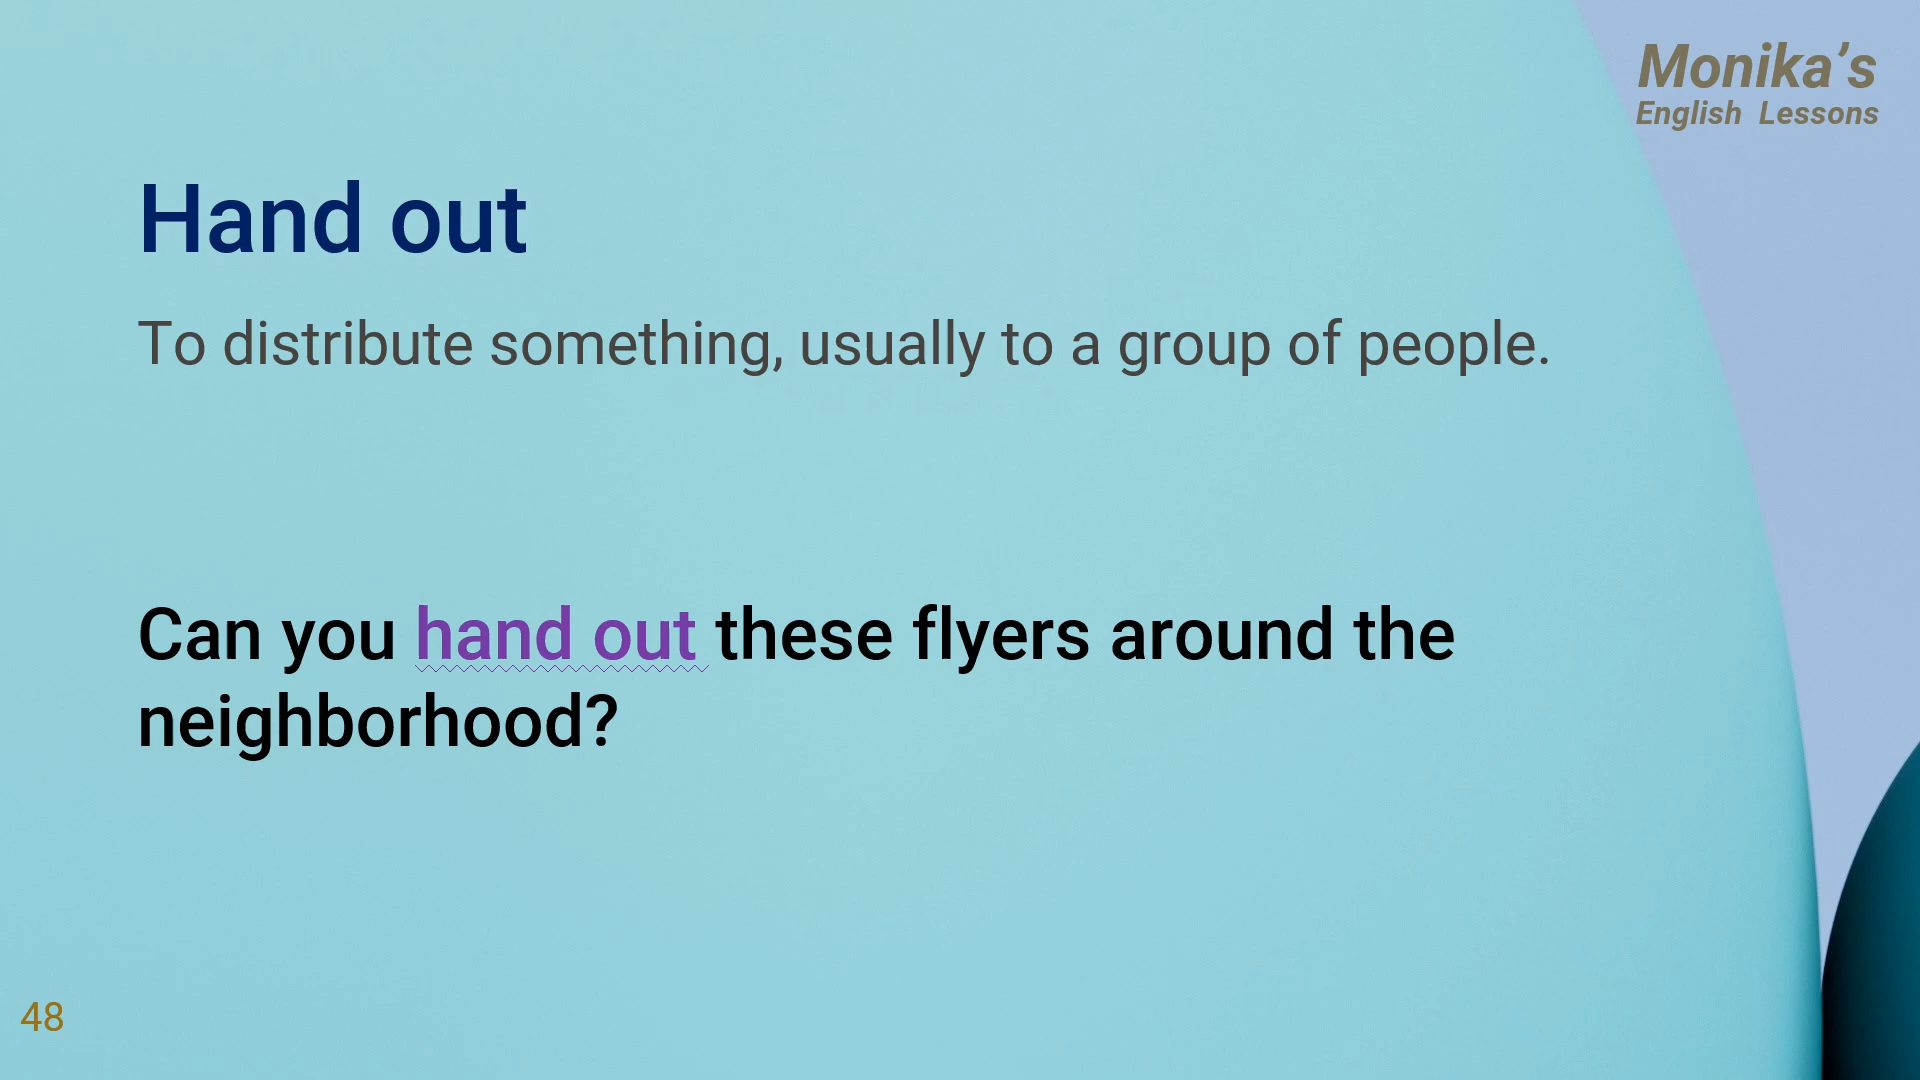 Monika’s
English Lessons
Hand out
To distribute something, usually to a group of people.
Can you hand out these flyers around the
neighborhood?
48